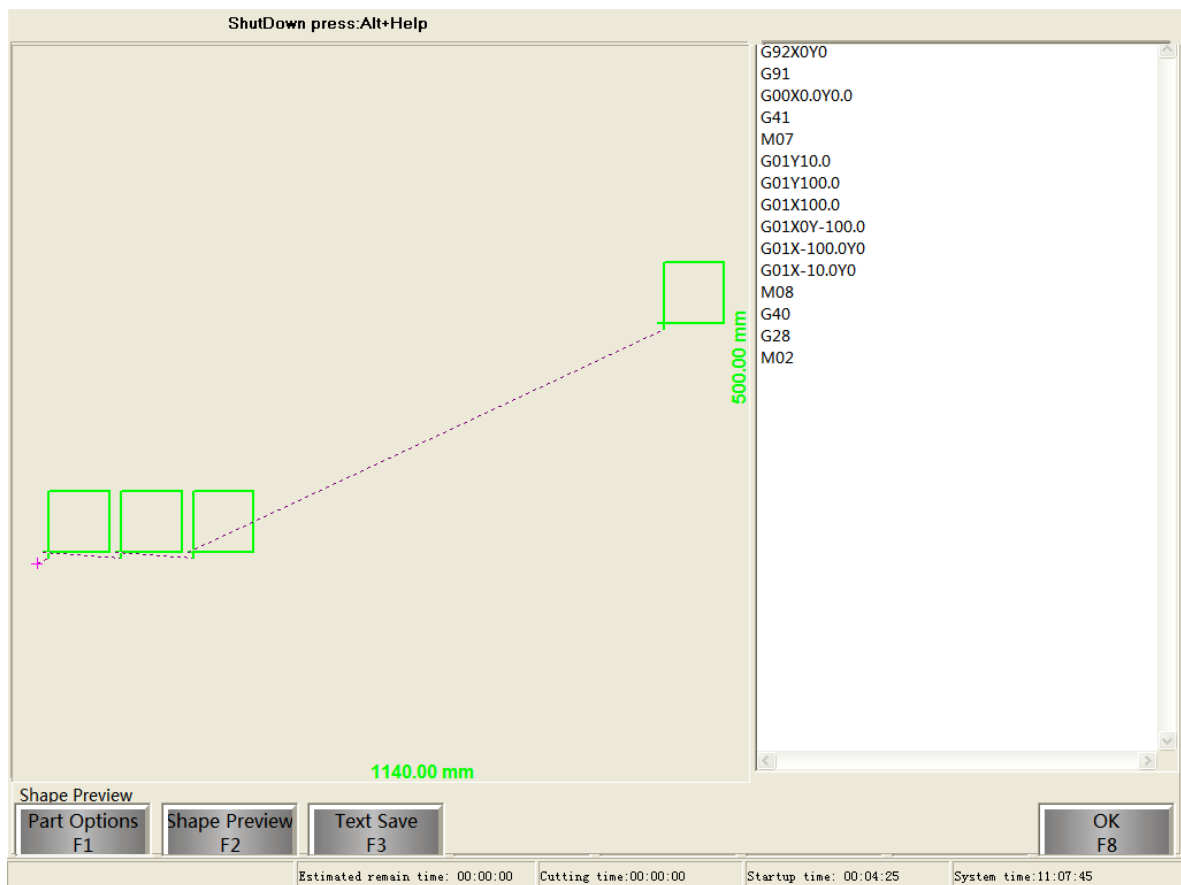 ShutDown press:Alt+Help
G92X0Y0
G91
G00X0.0Y0.0
G41
M07
G01Y10.0
G01Y100.0
G01X100.0
G01X0Y-100.0
G01X-100.0Y0
G01X-10.0Y0
M08
G40
G28
M02
500.00 mm
1140.00 mm
Shape Preview
Part Options
F1
Shape Preview
F2
Text Save
F3
OK
F8
Estimated remain time: 00:00:00
Cutting time:00:00:00
Startup time: 00:04:25
System time:11:07:45